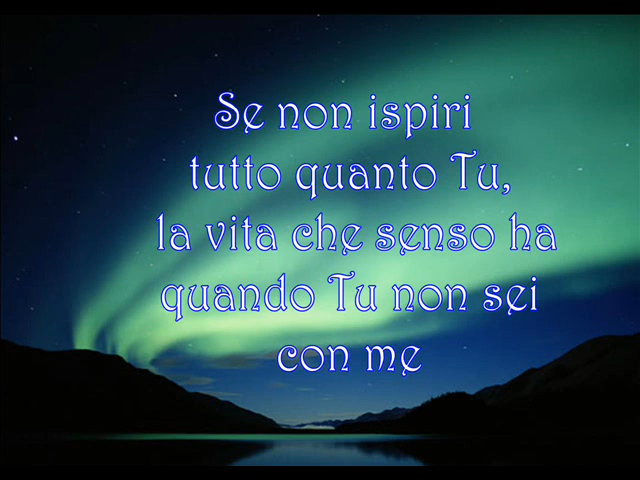 Se non ispiri
tutto quanto Tu,
la vita che senso ha
quando Tu non sei
con me